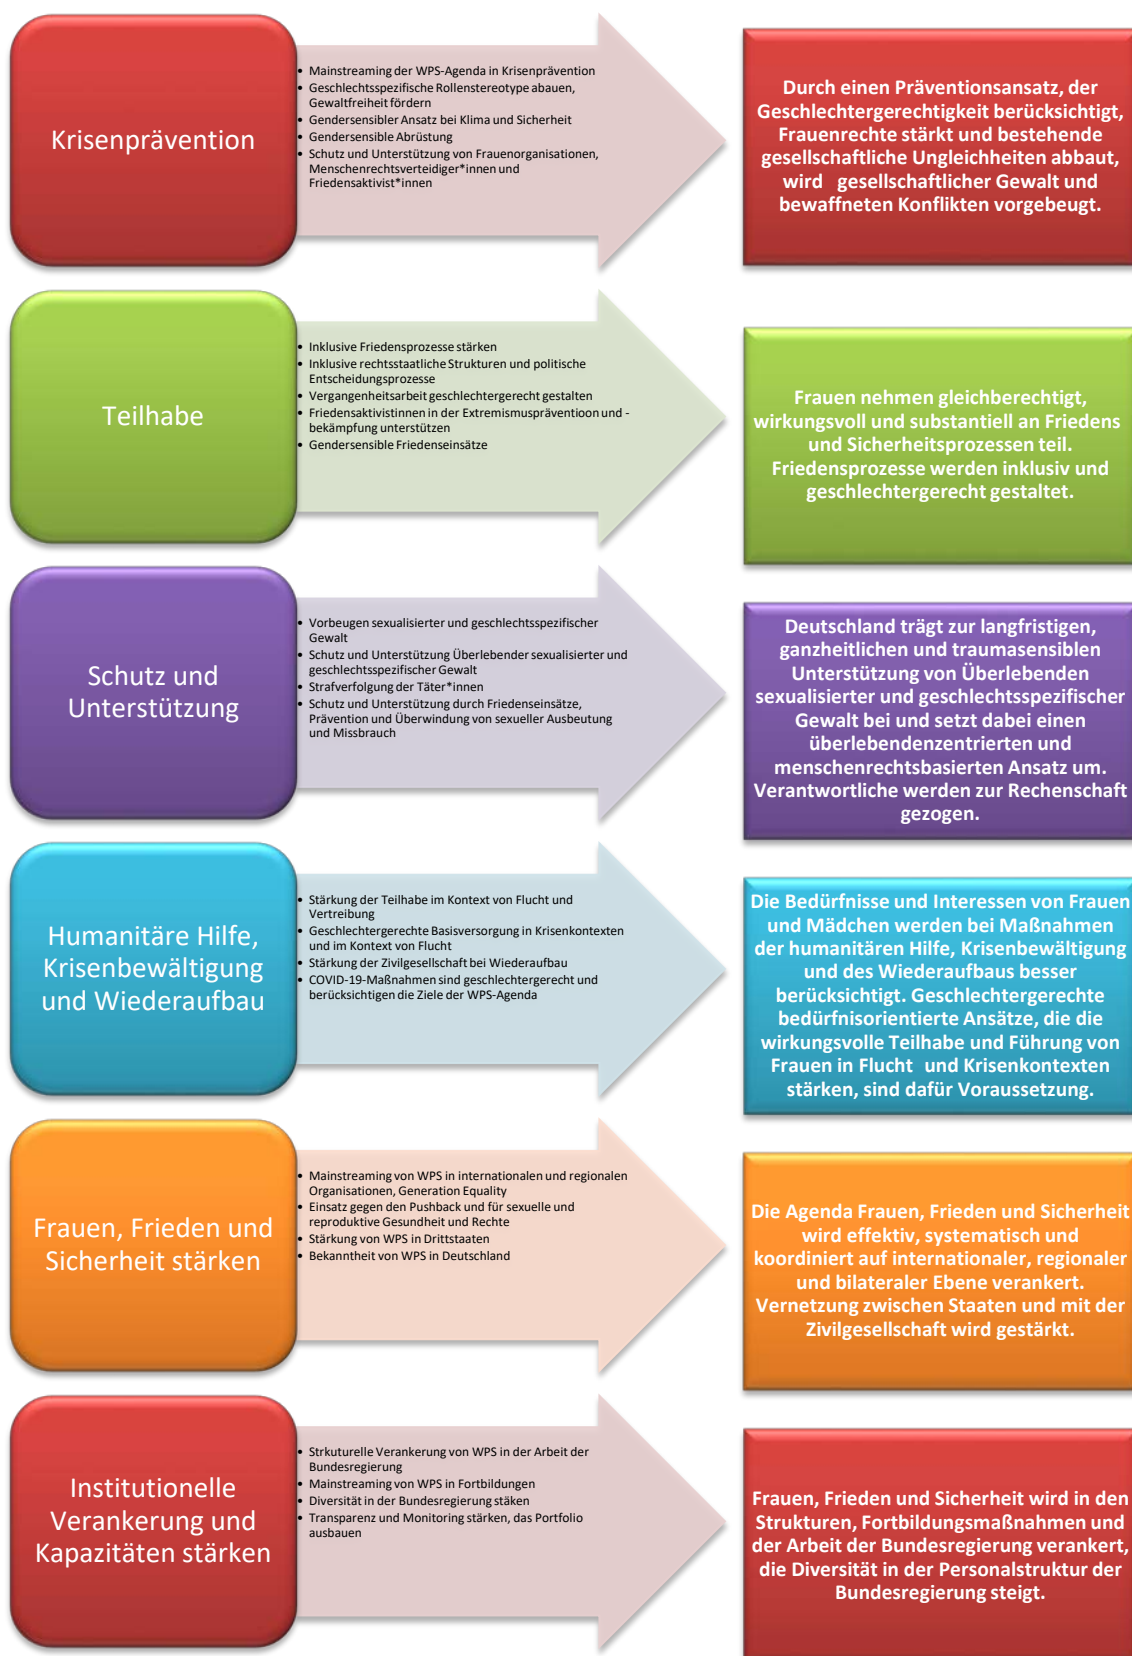 Krisenprävention
• Mainstreaming der WPS-Agenda in Krisenprävention
• Geschlechtsspezifische Rollenstereotype abauen,
Gewaltfreiheit fördern
• Gendersensibler Ansatz bei Klima und Sicherheit
• Gendersensible Abrüstung
• Schutz und Unterstützung von Frauenorganisationen,
Menschenrechtsverteidiger*innen und
Friedensaktivist*innen
Durch einen Präventionsansatz, der
Geschlechtergerechtigkeit berücksichtigt,
Frauenrechte stärkt und bestehende
gesellschaftliche Ungleichheiten abbaut,
wird gesellschaftlicher Gewalt und
bewaffneten Konflikten vorgebeugt.
Teilhabe
• Inklusive Friedensprozesse stärken
• Inklusive rechtsstaatliche Strukturen und politische
Entscheidungsprozesse
• Vergangenheitsarbeit geschlechtergerecht gestalten
• Friedensaktivistinnen in der Extremismuspräventioon und -
bekämpfung unterstützen
• Gendersensible Friedenseinsätze
Frauen nehmen gleichberechtigt,
wirkungsvoll und substantiell an Friedens
und Sicherheitsprozessen teil.
Friedensprozesse werden inklusiv und
geschlechtergerecht gestaltet.
Schutz und
Unterstützung
• Vorbeugen sexualisierter und geschlechtsspezifischer
Gewalt
• Schutz und Unterstützung Überlebender sexualisierter und
geschlechtsspezifischer Gewalt
• Strafverfolgung der Täter*innen
• Schutz und Unterstützung durch Friedenseinsätze,
Prävention und Überwindung von sexueller Ausbeutung
und Missbrauch
Deutschland trägt zur langfristigen,
ganzheitlichen und traumasensiblen
Unterstützung von Überlebenden
sexualisierter und geschlechtsspezifischer
Gewalt bei und setzt dabei einen
überlebendenzentrierten und
menschenrechtsbasierten Ansatz um.
Verantwortliche werden zur Rechenschaft
gezogen.
Humanitäre Hilfe,
Krisenbewältigung
und Wiederaufbau
• Stärkung der Teilhabe im Kontext von Flucht und
Vertreibung
• Geschlechtergerechte Basisversorgung in Krisenkontexten
und im Kontext von Flucht
• Stärkung der Zivilgesellschaft bei Wiederaufbau
• COVID-19-Maßnahmen sind geschlechtergerecht und
berücksichtigen die Ziele der WPS-Agenda
Die Bedürfnisse und Interessen von Frauen
und Mädchen werden bei Maßnahmen
der humanitären Hilfe, Krisenbewältigung
und des Wiederaufbaus besser
berücksichtigt. Geschlechtergerechte
bedürfnisorientierte Ansätze, die die
wirkungsvolle Teilhabe und Führung von
Frauen in Flucht und Krisenkontexten
stärken, sind dafür Voraussetzung.
Frauen, Frieden und
Sicherheit stärken
• Mainstreaming von WPS in internationalen und regionalen
Organisationen, Generation Equality
• Einsatz gegen den Pushback und für sexuelle und
reproduktive Gesundheit und Rechte
• Stärkung von WPS in Drittstaaten
• Bekanntheit von WPS in Deutschland
Die Agenda Frauen, Frieden und Sicherheit
wird effektiv, systematisch und
koordiniert auf internationaler, regionaler
und bilateraler Ebene verankert.
Vernetzung zwischen Staaten und mit der
Zivilgesellschaft wird gestärkt.
Institutionelle
Verankerung und
Kapazitäten stärken
• Strkuturelle Verankerung von WPS in der Arbeit der
Bundesregierung
• Mainstreaming von WPS in Fortbildungen
• Diversität in der Bundesregierung stäken
• Transparenz und Monitoring stärken, das Portfolio
ausbauen
Frauen, Frieden und Sicherheit wird in den
Strukturen, Fortbildungsmaßnahmen und
der Arbeit der Bundesregierung verankert,
die Diversität in der Personalstruktur der
Bundesregierung steigt.